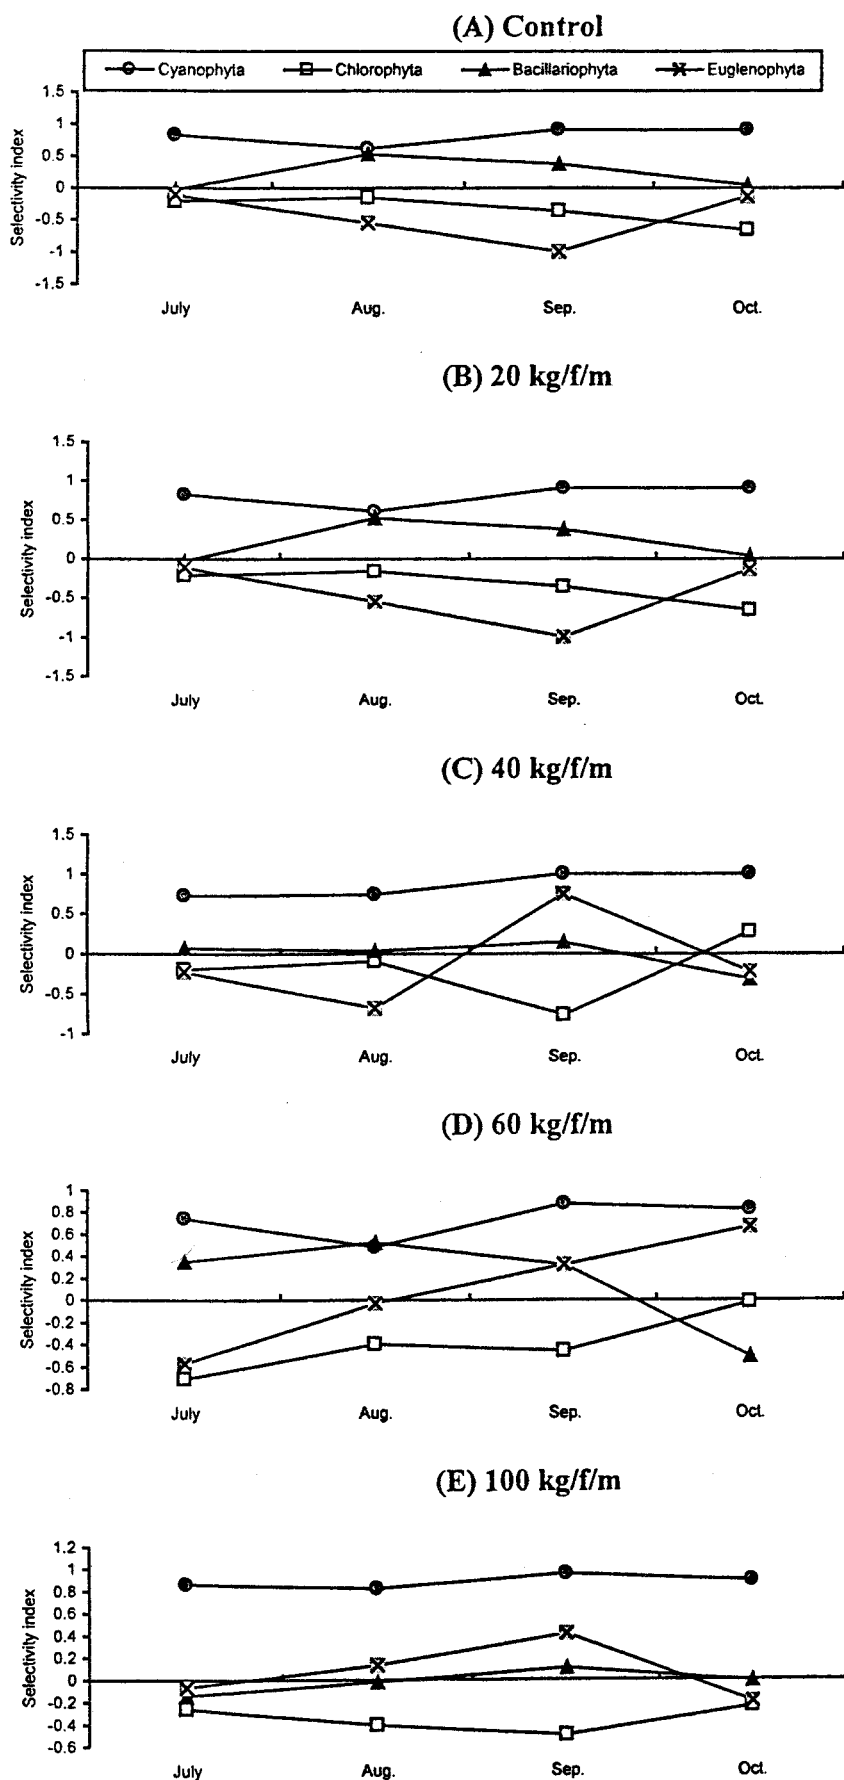 (A) Control
Cyanophyta Chlorophyta Bacillariophyta Euglenophyta
Selectivity index
1.5
1
0.5
0
-0.5
-1
-1.5
July Aug. Sep. Oct.
(B) 20 kg/f/m
Selectivity index
1.5
1
0.5
0
-0.5
-1
-1.5
July Aug. Sep. Oct.
(C) 40 kg/f/m
Selectivity index
1.5
1
0.5
0
-0.5
-1
July Aug. Sep. Oct.
(D) 60 kg/f/m
Selectivity index
1
0.8
0.6
0.4
0.2
0
-0.2
-0.4
-0.6
-0.8
July Aug. Sep. Oct.
(E) 100 kg/f/m
Selectivity index
1.2
1
0.8
0.6
0.4
0.2
0
-0.2
-0.4
-0.6
July Aug. Sep. Oct.